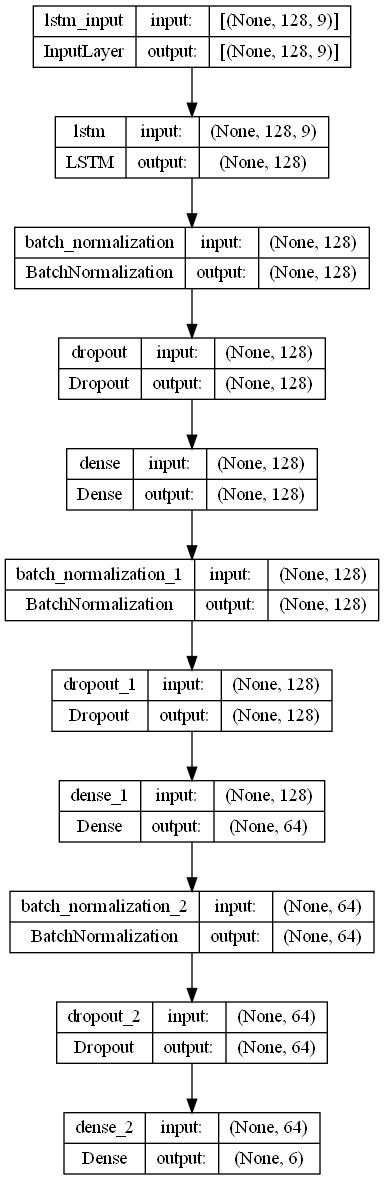 lstm_input input: [(None, 128, 9)]
InputLayer output: [(None, 128, 9)]
lstm input: (None, 128, 9)
LSTM output: (None, 128)
batch_normalization input: (None, 128)
BatchNormalization output: (None, 128)
dropout input: (None, 128)
Dropout output: (None, 128)
dense input: (None, 128)
Dense output: (None, 128)
batch_normalization_1 input: (None, 128)
BatchNormalization output: (None, 128)
dropout_1 input: (None, 128)
Dropout output: (None, 128)
dense_1 input: (None, 128)
Dense output: (None, 64)
batch_normalization_2 input: (None, 64)
BatchNormalization output: (None, 64)
dropout_2 input: (None, 64)
Dropout output: (None, 64)
dense_2 input: (None, 64)
Dense output: (None, 6)